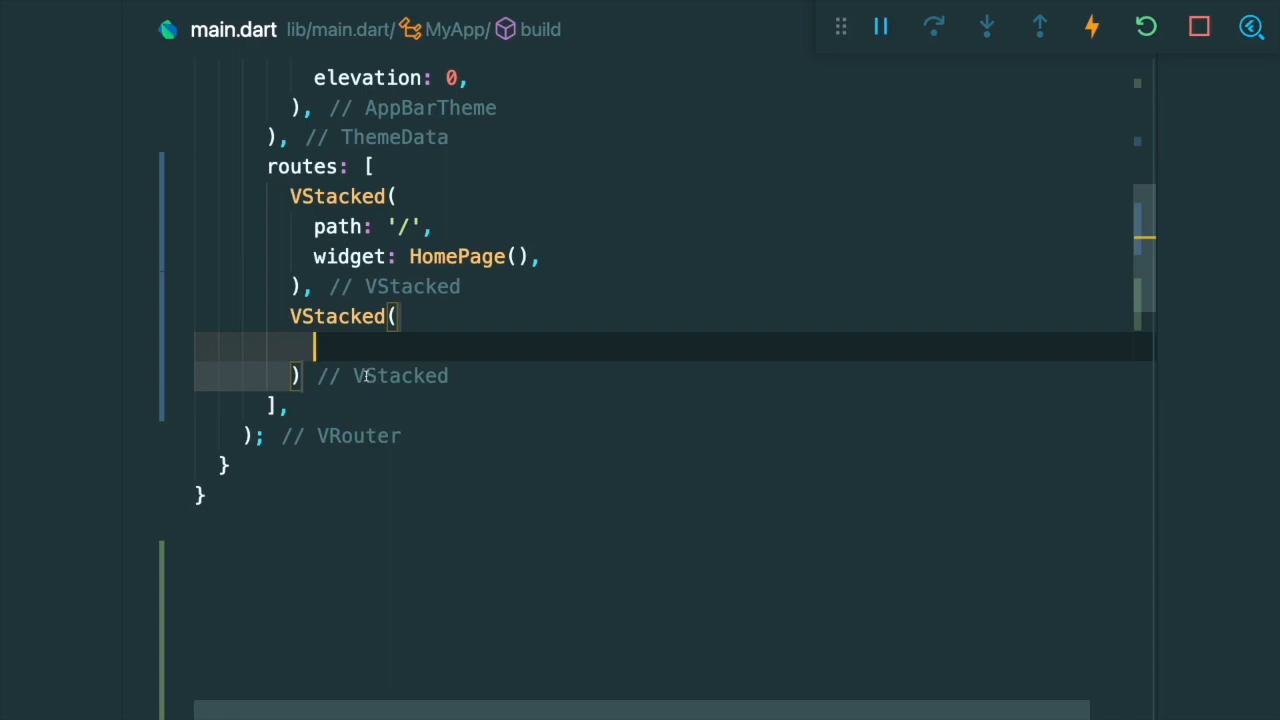 main.dart lib/main.dart/ MyApp/ build
elevation: 0,
), // AppBarTheme
), // ThemeData
routes: [
VStacked(
path: '/',
widget: HomePage(),
), // VStacked
VStacked(
) // VStacked
],
); // VRouter
}
}